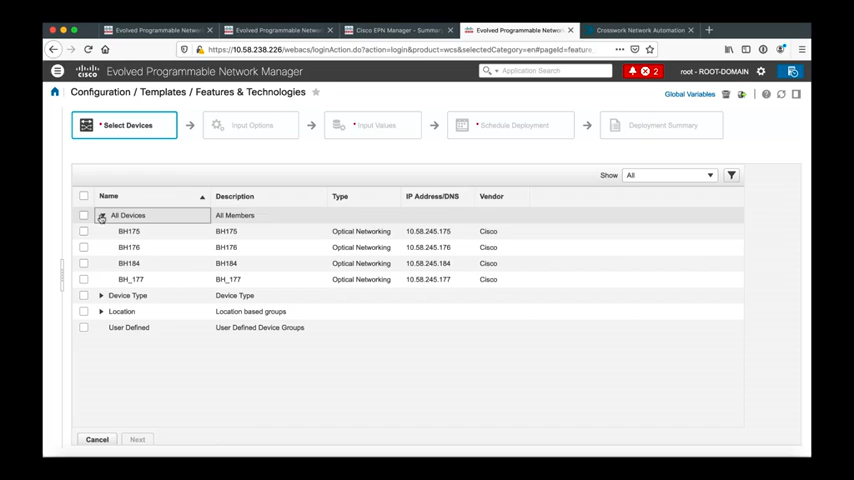 Evolved Programmable Network
Evolved Programmable Network
Cisco EPN Manager - Summary
Evolved Programmable Network
Crosswork Network Automation
https://10.58.238.226/webacs/loginAction.do?action=login&product=wcs&selectedCategory=en#pageId=feature_
CISCO Evolved Programmable Network Manager
Application Search
2
root - ROOT-DOMAIN
Configuration / Templates / Features & Technologies
Global Variables
* Select Devices
Input Options
* Input Values
* Schedule Deployment
Deployment Summary
Show All
Name Description Type IP Address/DNS Vendor
All Devices All Members
BH175 BH175 Optical Networking 10.58.245.175 Cisco
BH176 BH176 Optical Networking 10.58.245.176 Cisco
BH184 BH184 Optical Networking 10.58.245.184 Cisco
BH_177 BH_177 Optical Networking 10.58.245.177 Cisco
Device Type Device Type
Location Location based groups
User Defined User Defined Device Groups
Cancel Next